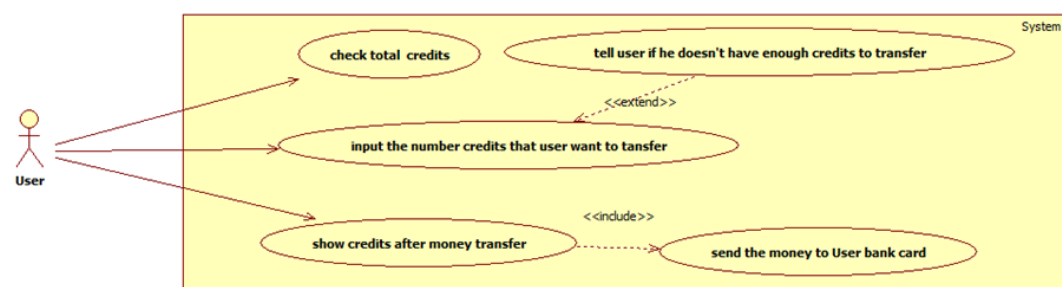 System
check total credits
tell user if he doesn't have enough credits to transfer
<<extend>>
input the number credits that user want to tansfer
User
<<include>>
show credits after money transfer
send the money to User bank card